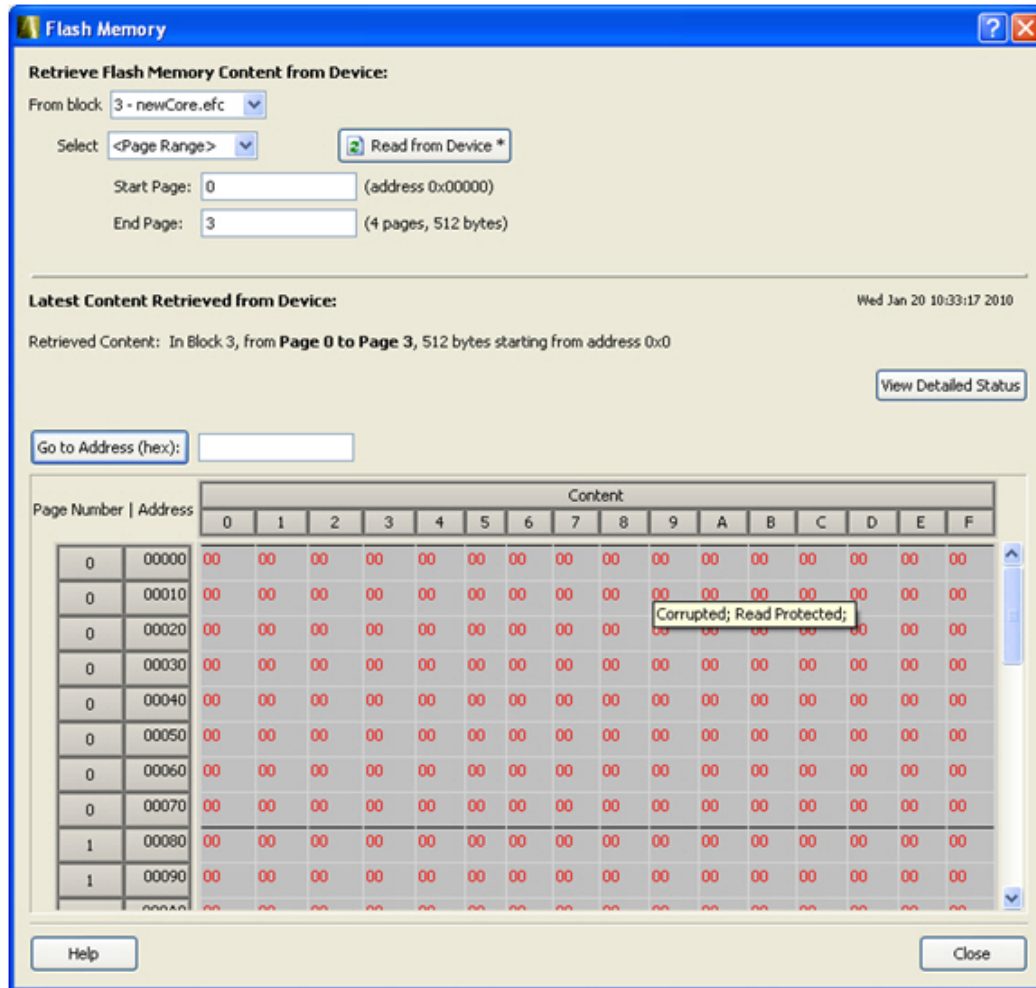 Flash Memory
Retrieve Flash Memory Content from Device:
From block 3 - newCore.efc
Select <Page Range> Read from Device *
Start Page: 0 (address 0x00000)
End Page: 3 (4 pages, 512 bytes)
Latest Content Retrieved from Device: Wed Jan 20 10:33:17 2010
Retrieved Content: In Block 3, from Page 0 to Page 3, 512 bytes starting from address 0x0
View Detailed Status
Go to Address (hex):
Content
Page Number | Address
0 1 2 3 4 5 6 7 8 9 A B C D E F
0 00000 00 00 00 00 00 00 00 00 00 00 00 00 00 00 00 00
0 00010 00 00 00 00 00 00 00 00 00 00 00 00 00 00 00 00
Corrupted; Read Protected;
0 00020 00 00 00 00 00 00 00 00 00 00 00 00 00 00 00 00
0 00030 00 00 00 00 00 00 00 00 00 00 00 00 00 00 00 00
0 00040 00 00 00 00 00 00 00 00 00 00 00 00 00 00 00 00
0 00050 00 00 00 00 00 00 00 00 00 00 00 00 00 00 00 00
0 00060 00 00 00 00 00 00 00 00 00 00 00 00 00 00 00 00
0 00070 00 00 00 00 00 00 00 00 00 00 00 00 00 00 00 00
1 00080 00 00 00 00 00 00 00 00 00 00 00 00 00 00 00 00
1 00090 00 00 00 00 00 00 00 00 00 00 00 00 00 00 00 00
Help Close